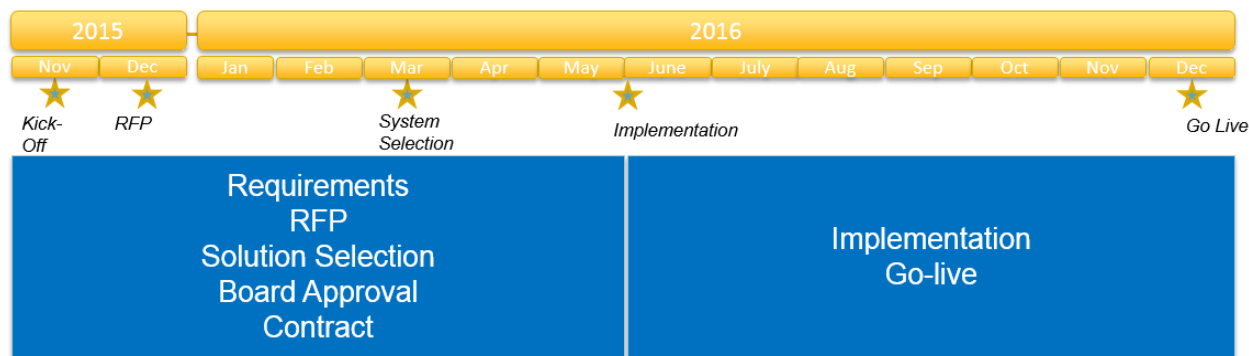 2015 2016
Nov Dec Jan Feb Mar Apr May June July Aug Sep Oct Nov Dec
Kick-
Off
RFP
System
Selection
Implementation
Go Live
Requirements
RFP
Solution Selection
Board Approval
Contract
Implementation
Go-live